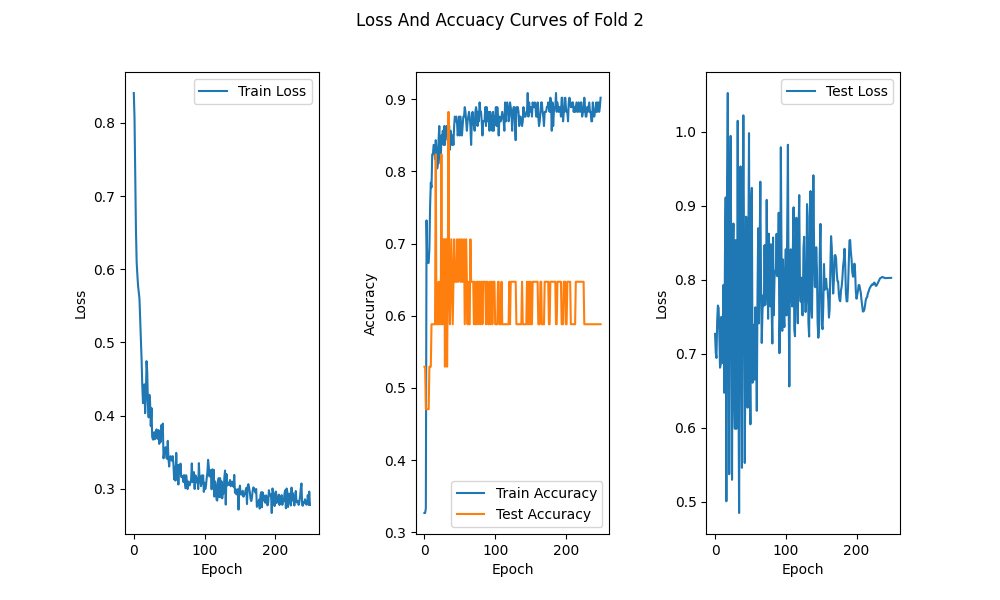 Loss And Accuacy Curves of Fold 2
Train Loss
Loss
0.8
0.7
0.6
0.5
0.4
0.3
0
100
200
Epoch
Accuracy
0.9
0.8
0.7
0.6
0.5
0.4
0.3
Train Accuracy
Test Accuracy
0
100
200
Epoch
Test Loss
Loss
1.0
0.9
0.8
0.7
0.6
0.5
0
100
200
Epoch